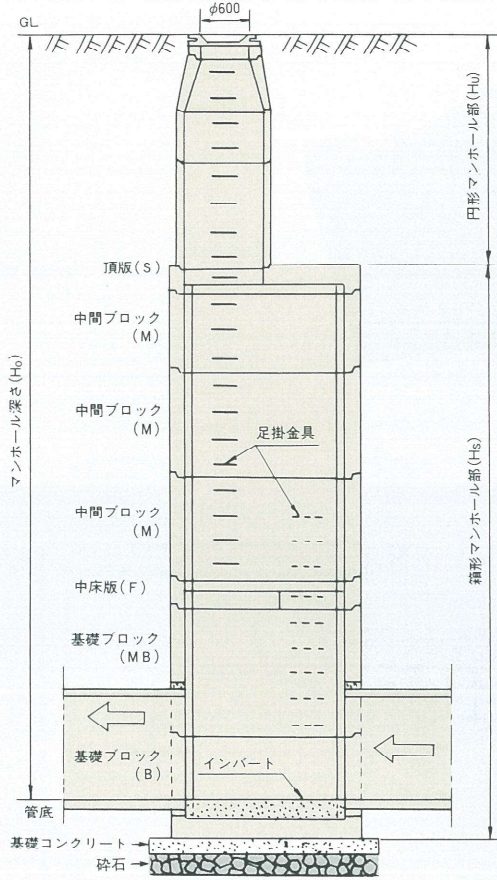 φ600
GL
円形マンホール部(Hu)
頂版(S)
中間ブロック
(M)
マンホール深さ(H₀)
中間ブロック
(M)
足掛金具
箱形マンホール部(Hs)
中間ブロック
(M)
中床版(F)
基礎ブロック
(MB)
基礎ブロック
(B)
インバート
管底
基礎コンクリート
砕石